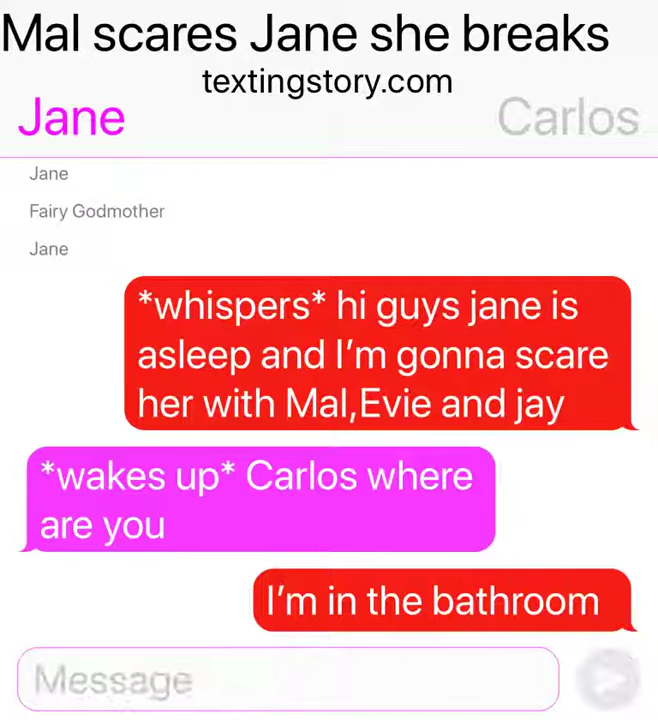 Mal scares Jane she breaks
textingstory.com
Jane
Carlos
Jane
Fairy Godmother
Jane
*whispers* hi guys jane is
asleep and I'm gonna scare
her with Mal,Evie and jay
*wakes up* Carlos where
are you
I'm in the bathroom
Message